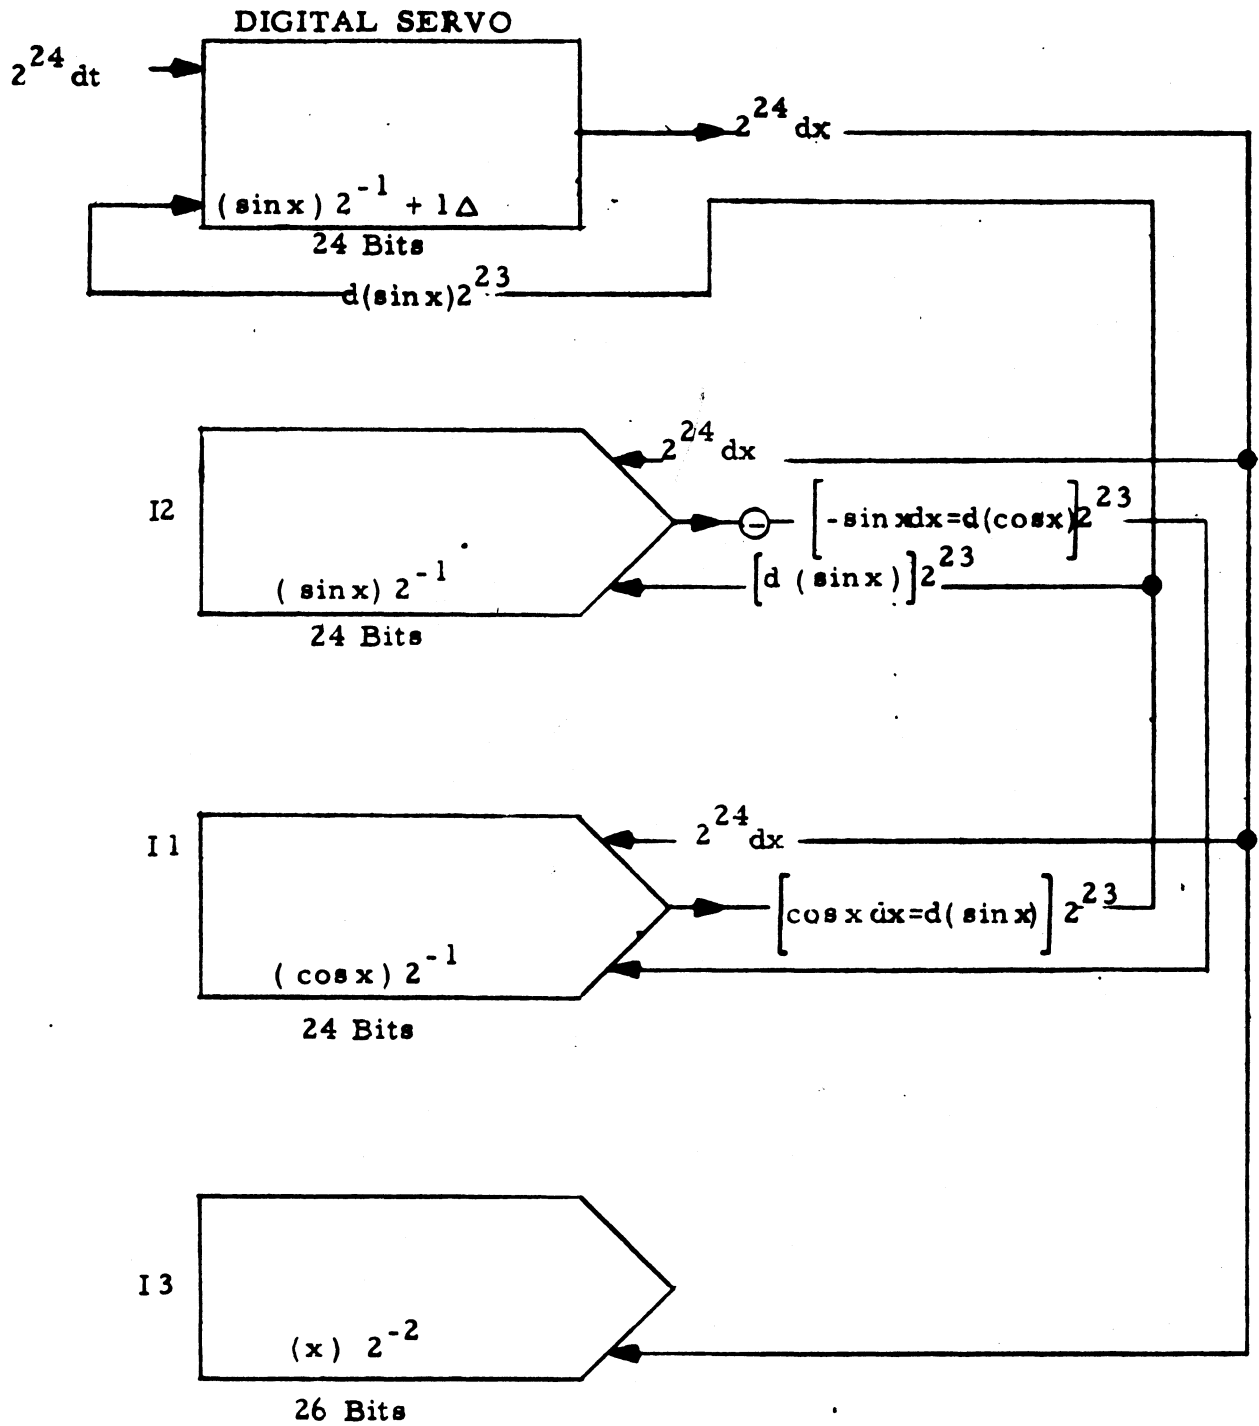 DIGITAL SERVO
2^24 dt
2^24 dx
(sin x) 2^-1 + 1Δ
24 Bits
d(sin x)2^23
2^24 dx
I2
[-sin xdx=d(cosx)]2^23
(sin x) 2^-1
[d (sin x)]2^23
24 Bits
2^24 dx
I1
[cos x dx=d(sin x)] 2^23
(cos x) 2^-1
24 Bits
I3
(x) 2^-2
26 Bits